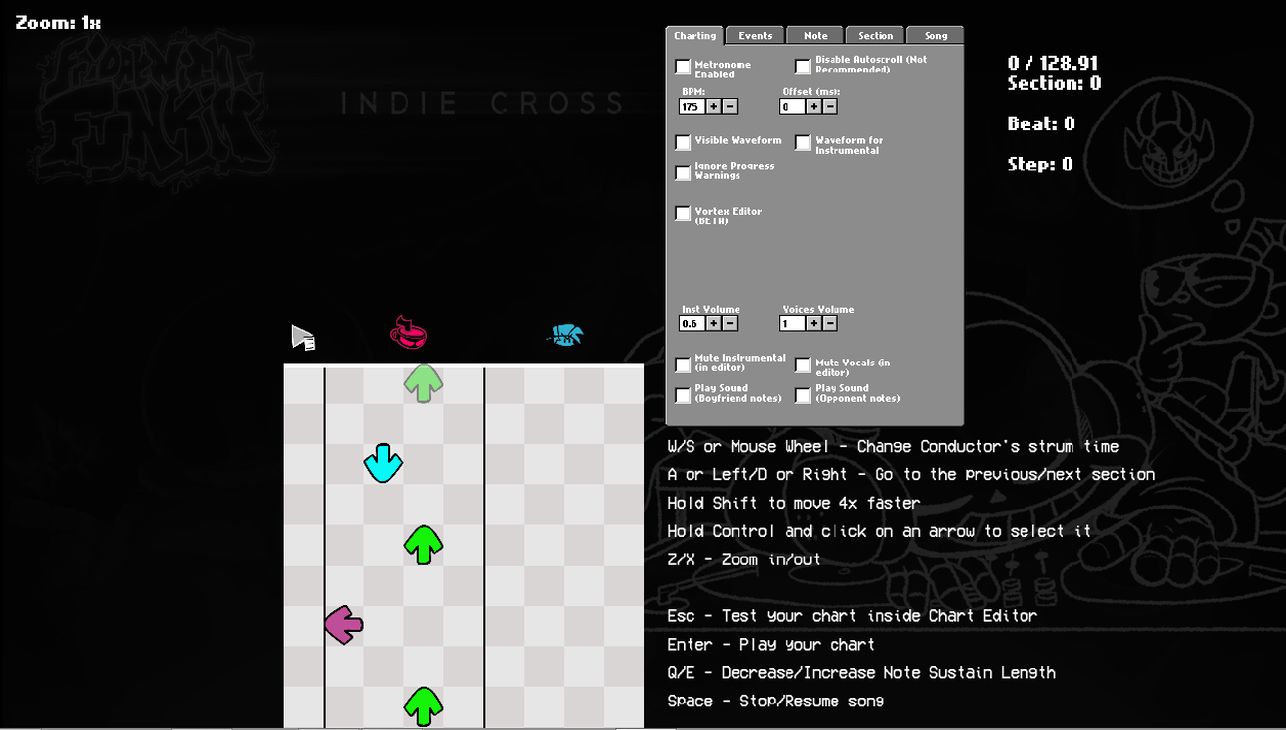 Zoom: 1x
FRIDAY NIGHT
FUNKIN
INDIE CROSS
Charting Events Note Section Song
Metronome Enabled
Disable Autoscroll (Not Recommended)
BPM:
175 + -
Offset (ms):
0 + -
Visible Waveform
Waveform for Instrumental
Ignore Progress Warnings
Vortex Editor (BETA)
Inst Volume
0.6 + -
Voices Volume
1 + -
Mute Instrumental (in editor)
Mute Vocals (in editor)
Play Sound (Boyfriend notes)
Play Sound (Opponent notes)
0 / 128.91
Section: 0
Beat: 0
Step: 0
W/S or Mouse Wheel - Change Conductor's strum time
A or Left/D or Right - Go to the previous/next section
Hold Shift to move 4x faster
Hold Control and click on an arrow to select it
Z/X - Zoom in/out
Esc - Test your chart inside Chart Editor
Enter - Play your chart
Q/E - Decrease/Increase Note Sustain Length
Space - Stop/Resume song